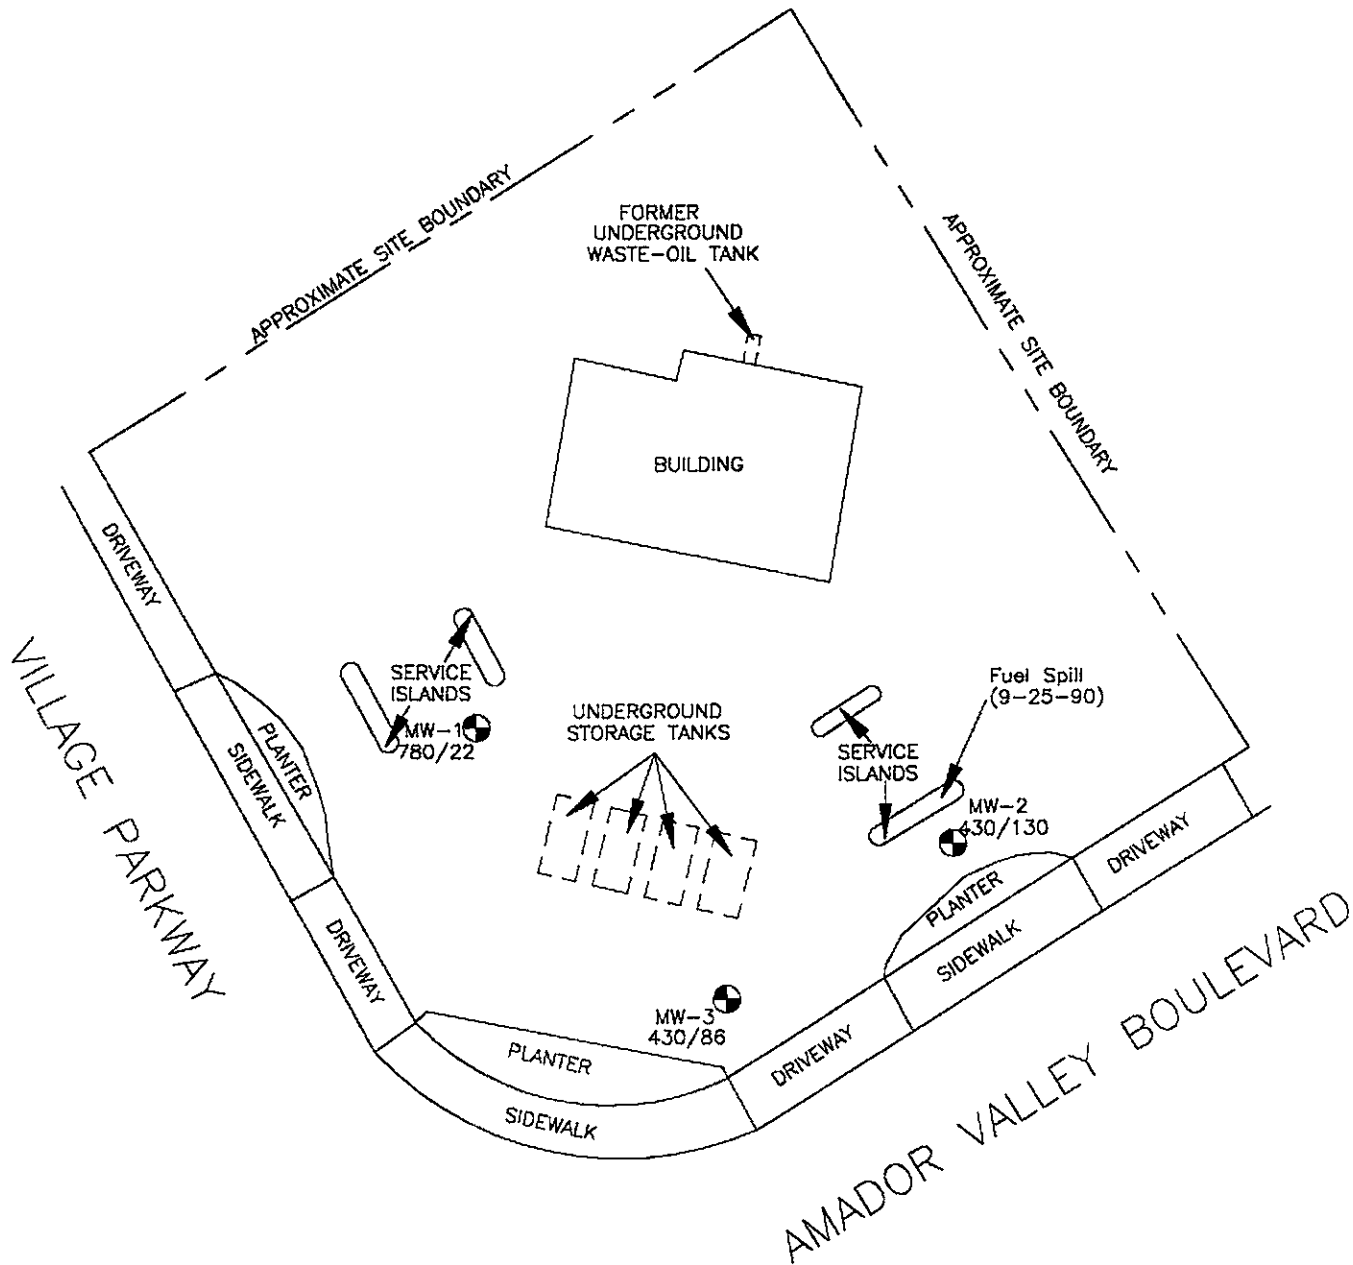 APPROXIMATE SITE BOUNDARY
FORMER
UNDERGROUND
WASTE-OIL TANK
APPROXIMATE SITE BOUNDARY
BUILDING
DRIVEWAY
VILLAGE PARKWAY
SERVICE
ISLANDS
MW-1
780/22
PLANTER
SIDEWALK
UNDERGROUND
STORAGE TANKS
Fuel Spill
(9-25-90)
SERVICE
ISLANDS
MW-2
430/130
DRIVEWAY
PLANTER
SIDEWALK
DRIVEWAY
MW-3
430/86
PLANTER
DRIVEWAY
SIDEWALK
AMADOR VALLEY BOULEVARD